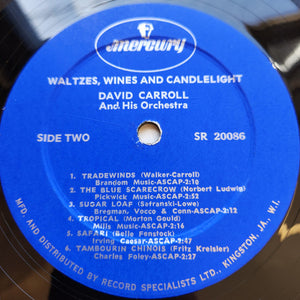 mercury
WALTZES, WINES AND CANDLELIGHT
DAVID CARROLL
And His Orchestra
SIDE TWO
SR 20086
1. TRADEWINDS (Walker-Carroll)
Brandom Music-ASCAP-2:10
2. THE BLUE SCARECROW (Norbert Ludwig)
Pickwick Music-ASCAP-2:52
3. SUGAR LOAF (Sofranski-Lowe)
Bregman, Vocco & Conn-ASCAP-2:12
4. TROPICAL (Morton Gould)
Mills Music-ASCAP-2:16
5. SAFARI (Belle Fenstock)
Irving Caesar-ASCAP-2:47
6. TAMBOURIN CHINOIS (Fritz Kreisler)
Charles Foley-ASCAP-2:27
MFD. AND DISTRIBUTED BY RECORD SPECIALISTS LTD., KINGSTON, JA., W.I.